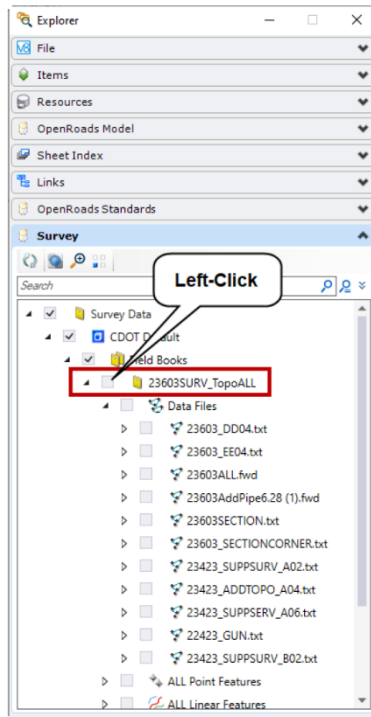 Explorer
File
Items
Resources
OpenRoads Model
Sheet Index
Links
OpenRoads Standards
Survey
Left-Click
Search
Survey Data
CDOT Default
Field Books
23603SURV_TopoALL
Data Files
23603_DD04.txt
23603_EE04.txt
23603ALL.fwd
23603AddPipe6.28 (1).fwd
23603SECTION.txt
23603_SECTIONCORNER.txt
23423_SUPPSURV_A02.txt
23423_ADDTOPO_A04.txt
23423_SUPPSERV_A06.txt
22423_GUN.txt
23423_SUPPSURV_B02.txt
ALL Point Features
ALL Linear Features